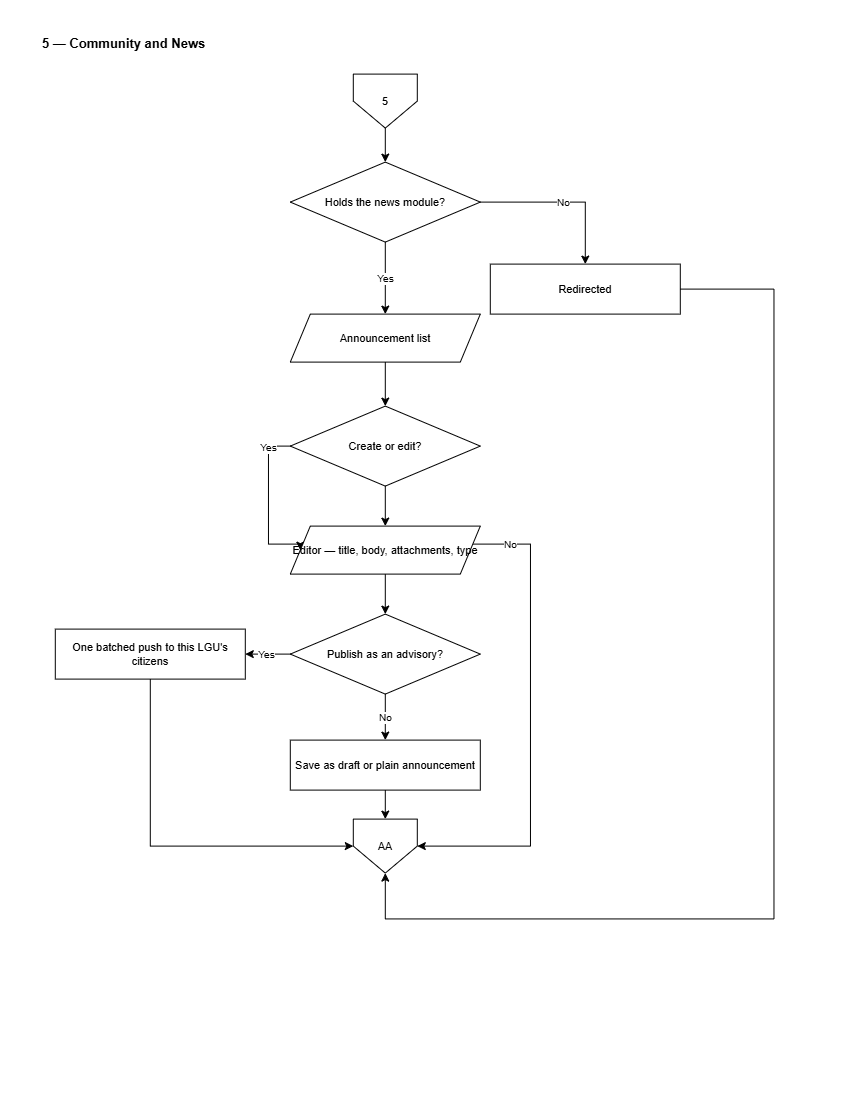 5 — Community and News
5
Holds the news module?
No
Yes
Redirected
Announcement list
Create or edit?
Yes
Editor — title, body, attachments, type
No
Publish as an advisory?
Yes
One batched push to this LGU's
citizens
No
Save as draft or plain announcement
AA